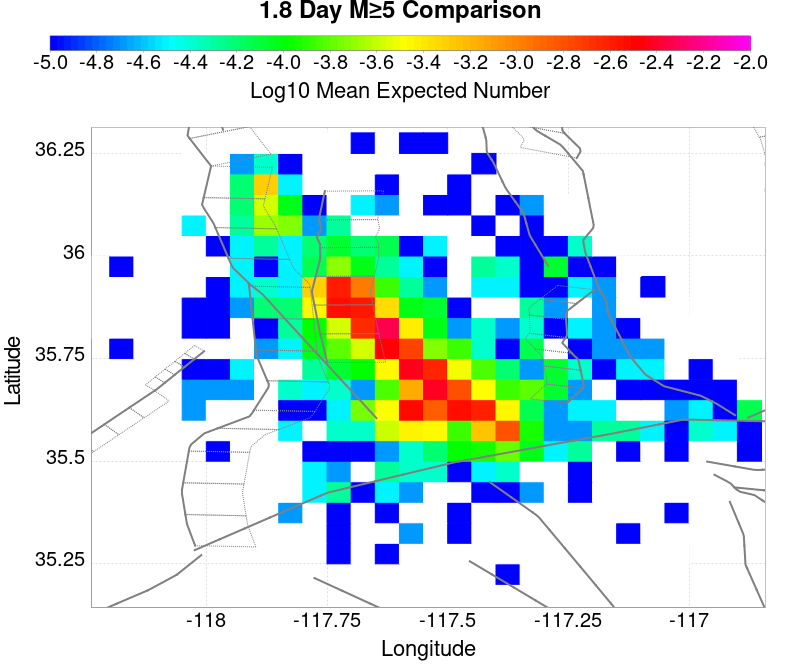 1.8 Day M≥5 Comparison
-5.0 -4.8 -4.6 -4.4 -4.2 -4.0 -3.8 -3.6 -3.4 -3.2 -3.0 -2.8 -2.6 -2.4 -2.2 -2.0
Log10 Mean Expected Number
36.25
36
35.75
35.5
35.25
Latitude
-118 -117.75 -117.5 -117.25 -117
Longitude